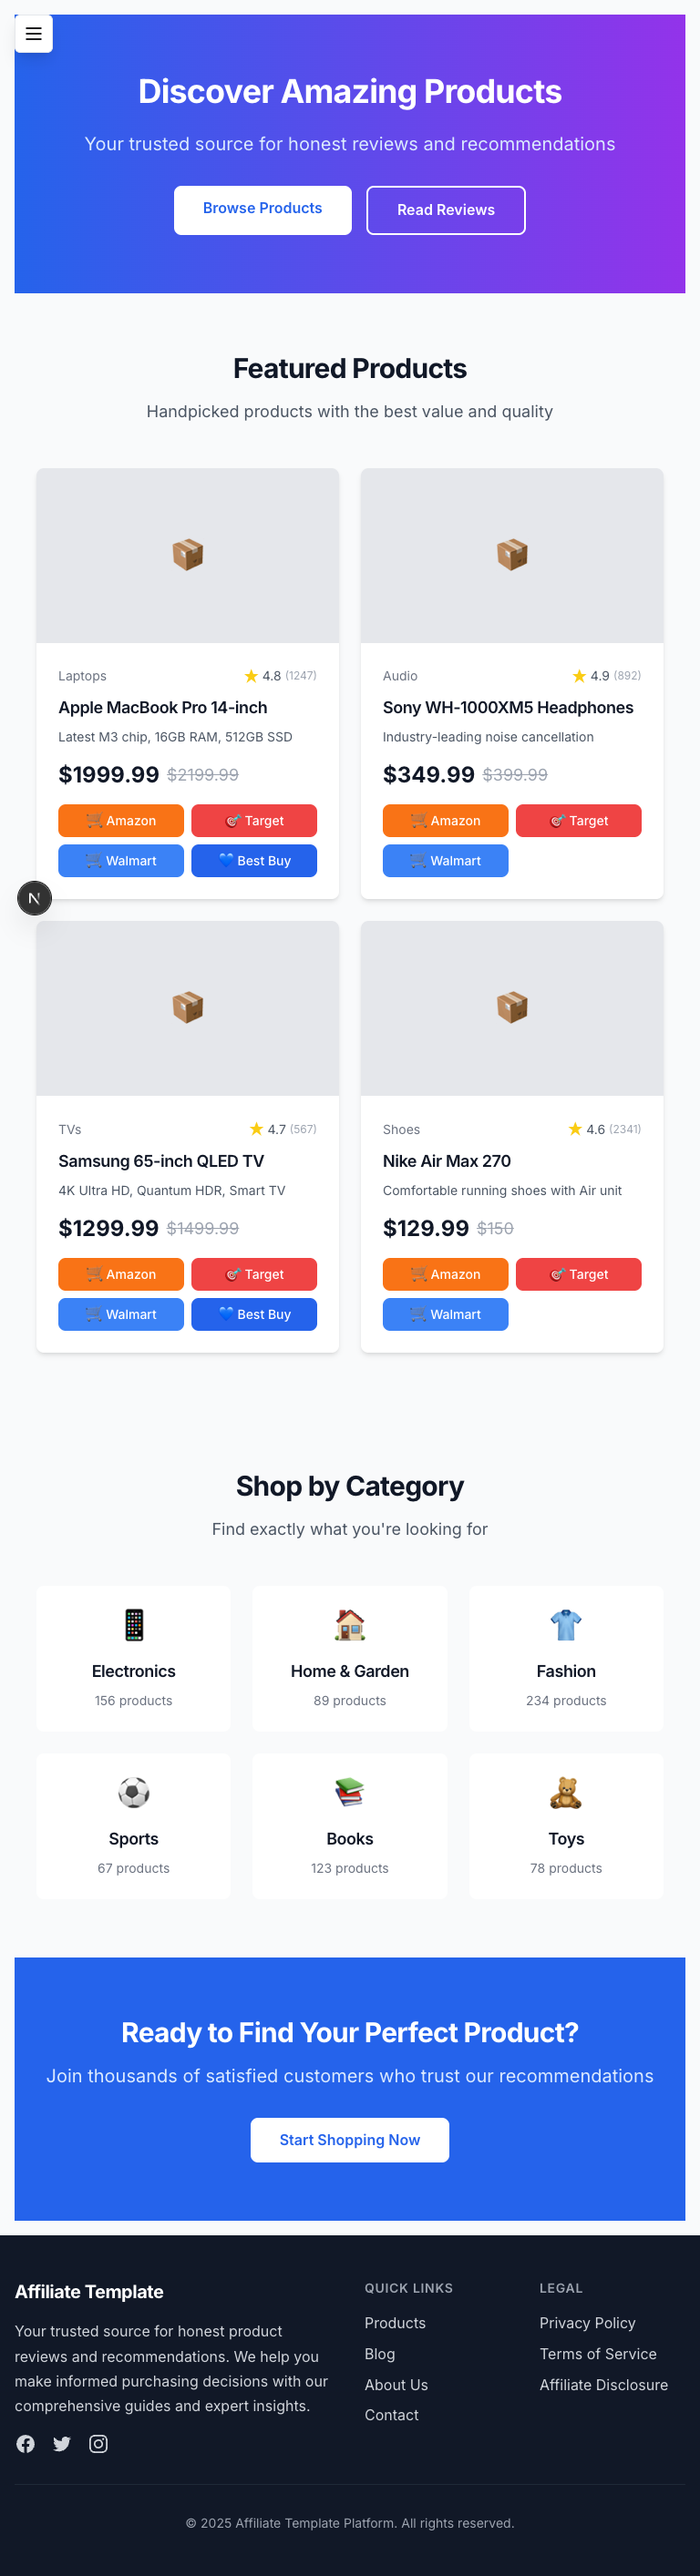 Discover Amazing Products
Your trusted source for honest reviews and recommendations
Browse Products
Read Reviews
Featured Products
Handpicked products with the best value and quality
Laptops
4.8 (1247)
Apple MacBook Pro 14-inch
Latest M3 chip, 16GB RAM, 512GB SSD
$1999.99 $2199.99
Amazon
Target
Walmart
Best Buy
Audio
4.9 (892)
Sony WH-1000XM5 Headphones
Industry-leading noise cancellation
$349.99 $399.99
Amazon
Target
Walmart
N
TVs
4.7 (567)
Samsung 65-inch QLED TV
4K Ultra HD, Quantum HDR, Smart TV
$1299.99 $1499.99
Amazon
Target
Walmart
Best Buy
Shoes
4.6 (2341)
Nike Air Max 270
Comfortable running shoes with Air unit
$129.99 $150
Amazon
Target
Walmart
Shop by Category
Find exactly what you're looking for
Electronics
156 products
Home & Garden
89 products
Fashion
234 products
Sports
67 products
Books
123 products
Toys
78 products
Ready to Find Your Perfect Product?
Join thousands of satisfied customers who trust our recommendations
Start Shopping Now
Affiliate Template
Your trusted source for honest product
reviews and recommendations. We help you
make informed purchasing decisions with our
comprehensive guides and expert insights.
QUICK LINKS
Products
Blog
About Us
Contact
LEGAL
Privacy Policy
Terms of Service
Affiliate Disclosure
© 2025 Affiliate Template Platform. All rights reserved.